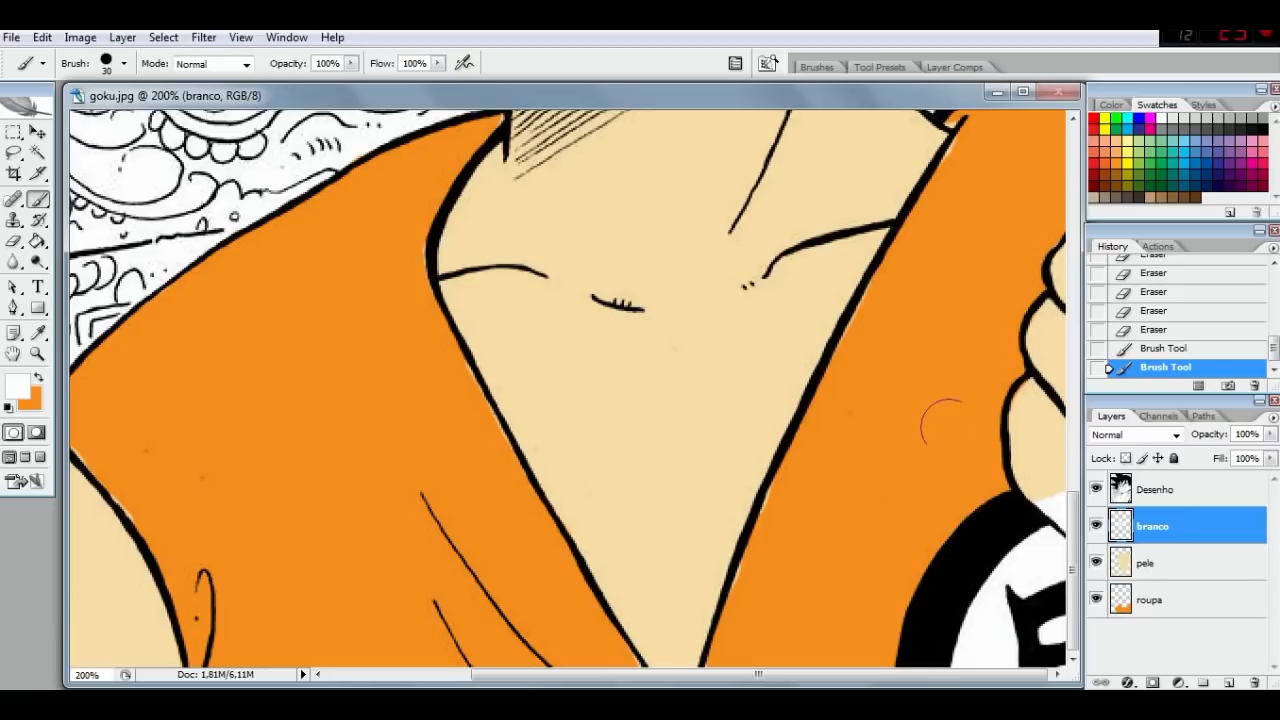 File Edit Image Layer Select Filter View Window Help
12
Brush: 30 Mode: Normal Opacity: 100% Flow: 100% Brushes Tool Presets Layer Comps
goku.jpg @ 200% (branco, RGB/8)
Color Swatches Styles
History Actions
Eraser
Eraser
Eraser
Eraser
Eraser
Brush Tool
Brush Tool
Layers Channels Paths
Normal Opacity: 100%
Lock: Fill: 100%
Desenho
branco
pele
roupa
200% Doc: 1,81M/6,11M